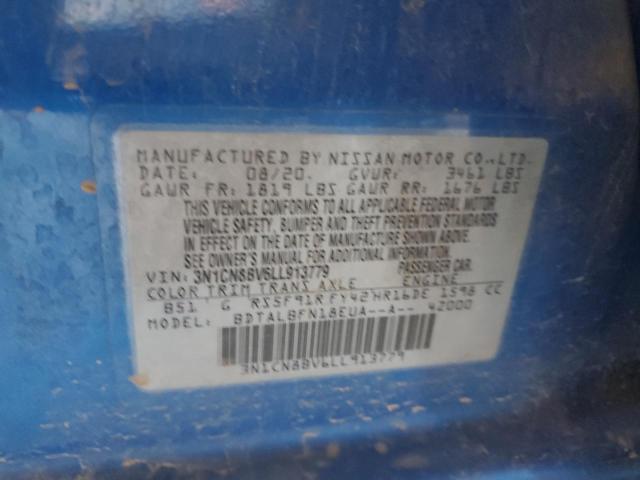 MANUFACTURED BY NISSAN MOTOR CO.,LTD.
DATE: 08/20. GVWR: 3461 LBS
GAWR FR: 1819 LBS GAWR RR: 1676 LBS
THIS VEHICLE CONFORMS TO ALL APPLICABLE FEDERAL MOTOR
VEHICLE SAFETY, BUMPER AND THEFT PREVENTION STANDARDS
IN EFFECT ON THE DATE OF MANUFACTURE SHOWN ABOVE.
SEE OWNER'S MANUAL FOR ADDITIONAL INFORMATION
VIN: 3N1CN8BV6LL913779 PASSENGER CAR.
COLOR TRIM TRANS AXLE ENGINE
B51 G RS5F91R FY42 HR16DE 1598 CC
MODEL: BDTALBFN18EUA--A-- 42000
3N1CN8BV6LL913779